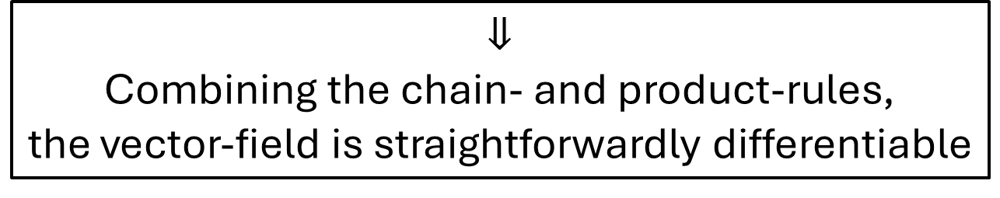 ⇓
Combining the chain- and product-rules,
the vector-field is straightforwardly differentiable